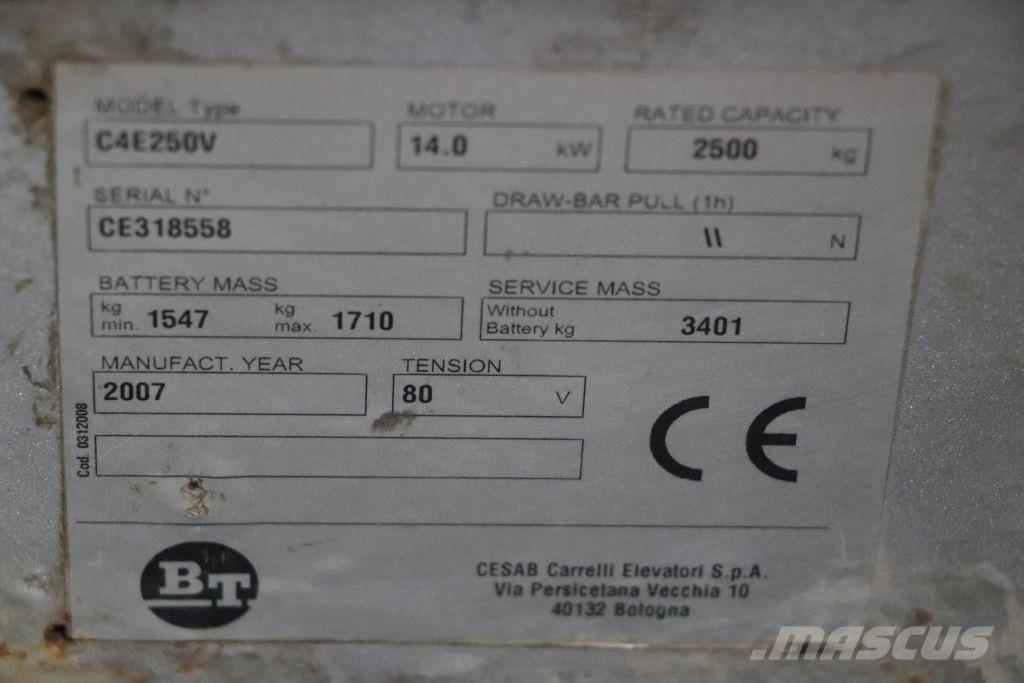 MODEL Type MOTOR RATED CAPACITY
C4E250V 14.0 kW 2500 kg
SERIAL N° DRAW-BAR PULL (1h)
CE318558 \\ N
BATTERY MASS SERVICE MASS
kg min. 1547 kg max. 1710 Without Battery kg 3401
MANUFACT. YEAR TENSION
2007 80 V
Cod. 0312008
CE
BT
CESAB Carrelli Elevatori S.p.A.
Via Persicetana Vecchia 10
40132 Bologna
MASCUS